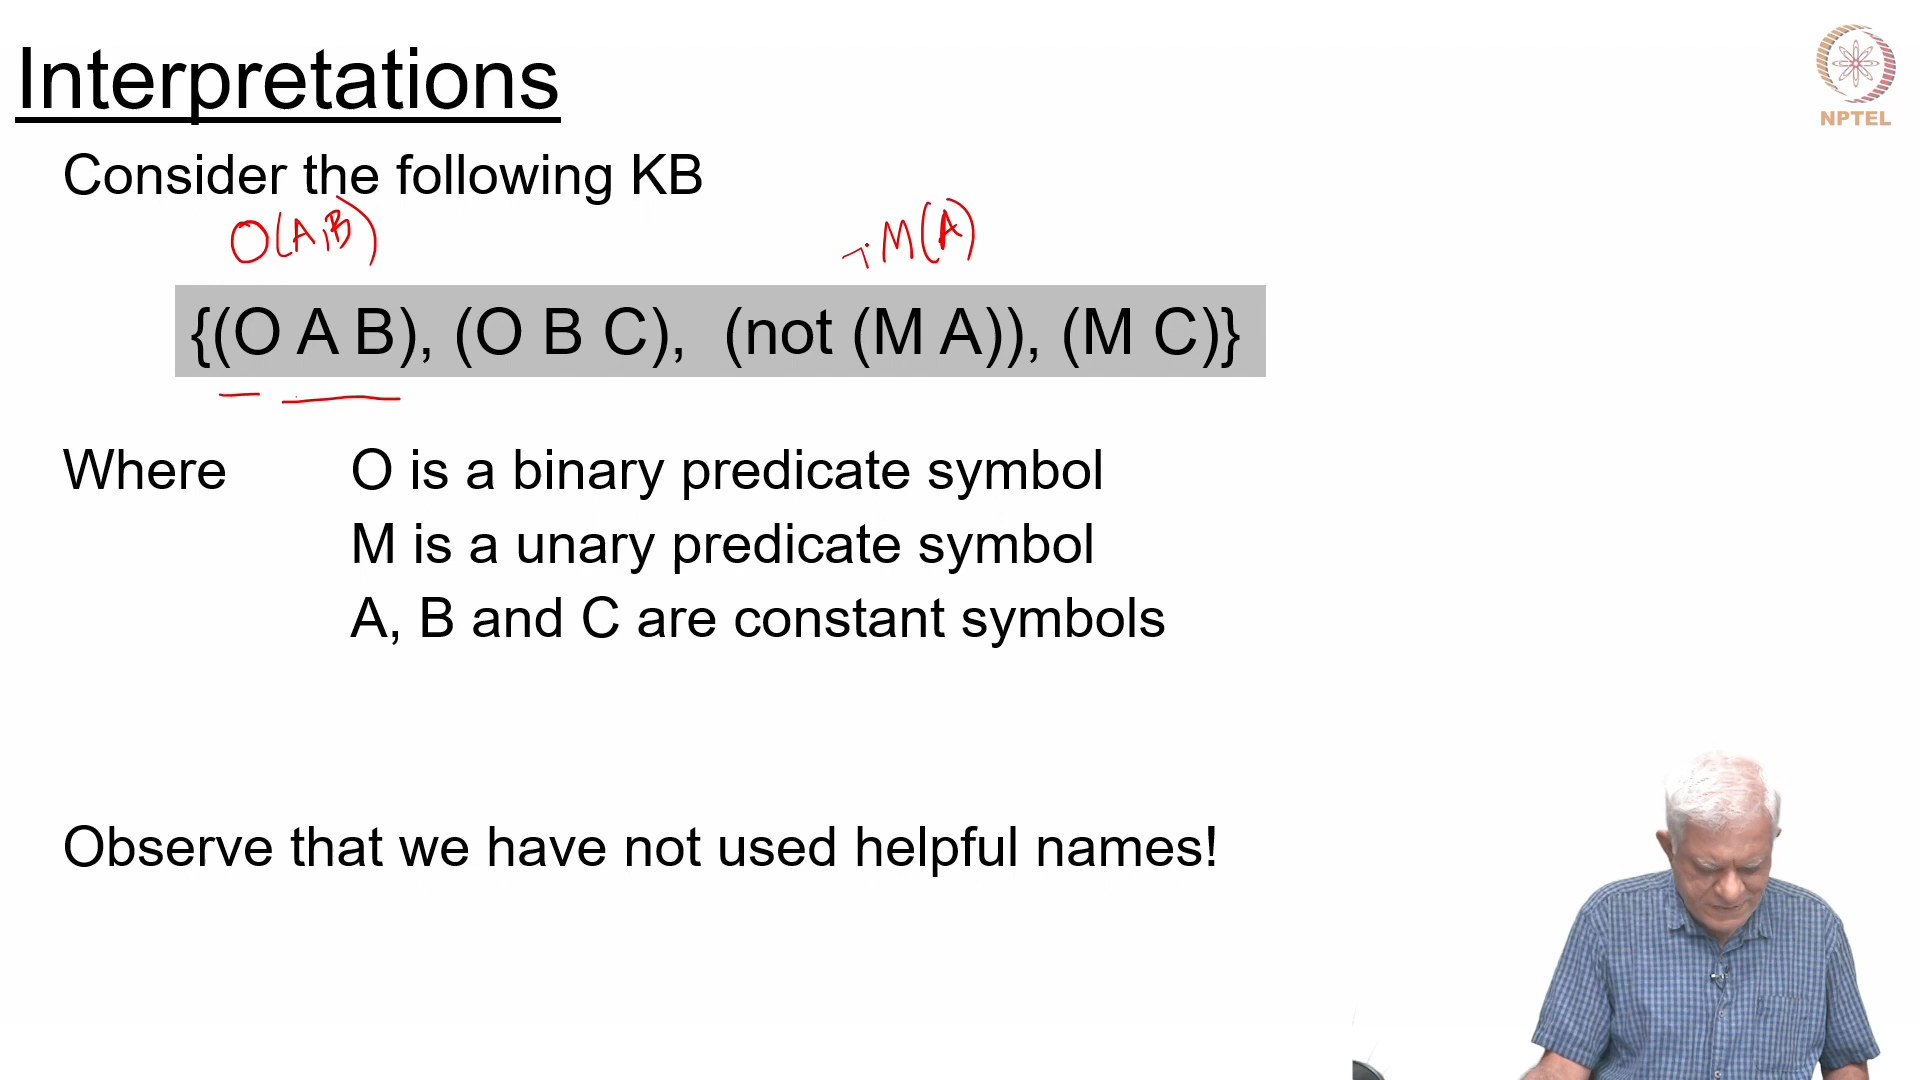 Interpretations
NPTEL
Consider the following KB
O(A,B) ¬M(A)
{(O A B), (O B C), (not (M A)), (M C)}
Where O is a binary predicate symbol
M is a unary predicate symbol
A, B and C are constant symbols
Observe that we have not used helpful names!